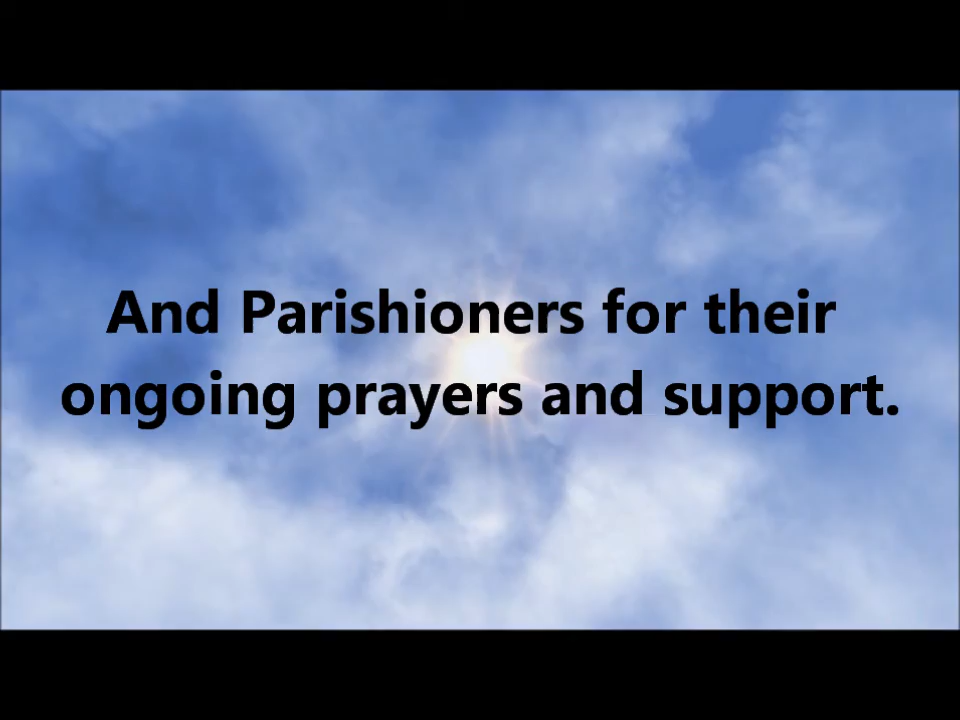 And Parishioners for their
ongoing prayers and support.